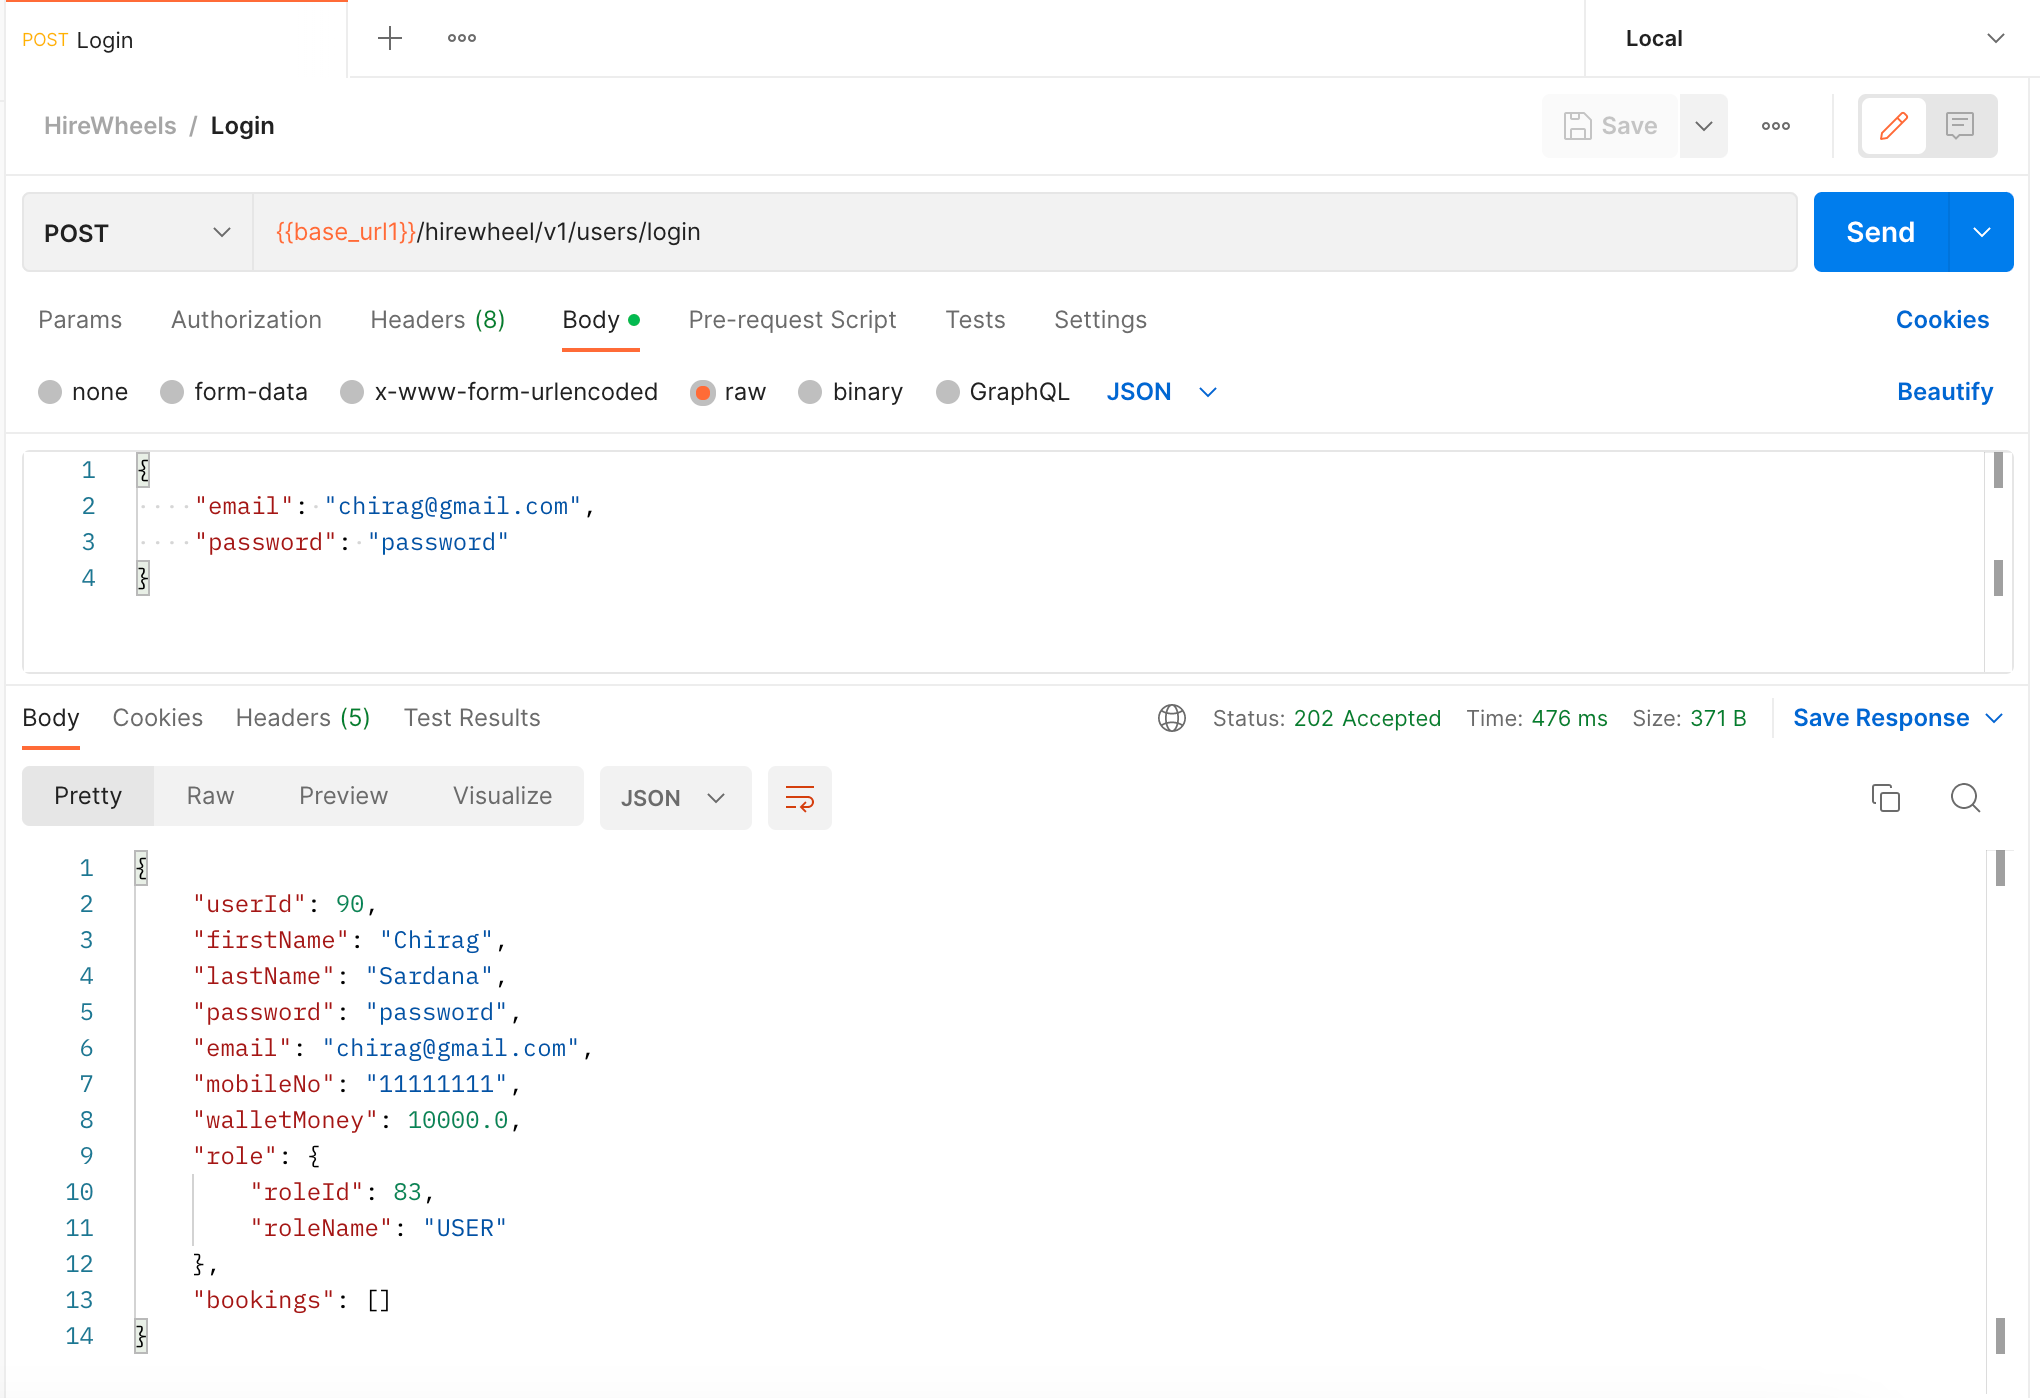 POST Login
Local
HireWheels / Login
Save
POST
{{base_url1}}/hirewheel/v1/users/login
Send
Params Authorization Headers (8) Body Pre-request Script Tests Settings Cookies
none form-data x-www-form-urlencoded raw binary GraphQL JSON Beautify
1 {
2 "email": "chirag@gmail.com",
3 "password": "password"
4 }
Body Cookies Headers (5) Test Results Status: 202 Accepted Time: 476 ms Size: 371 B Save Response
Pretty Raw Preview Visualize JSON
1 {
2 "userId": 90,
3 "firstName": "Chirag",
4 "lastName": "Sardana",
5 "password": "password",
6 "email": "chirag@gmail.com",
7 "mobileNo": "11111111",
8 "walletMoney": 10000.0,
9 "role": {
10 "roleId": 83,
11 "roleName": "USER"
12 },
13 "bookings": []
14 }